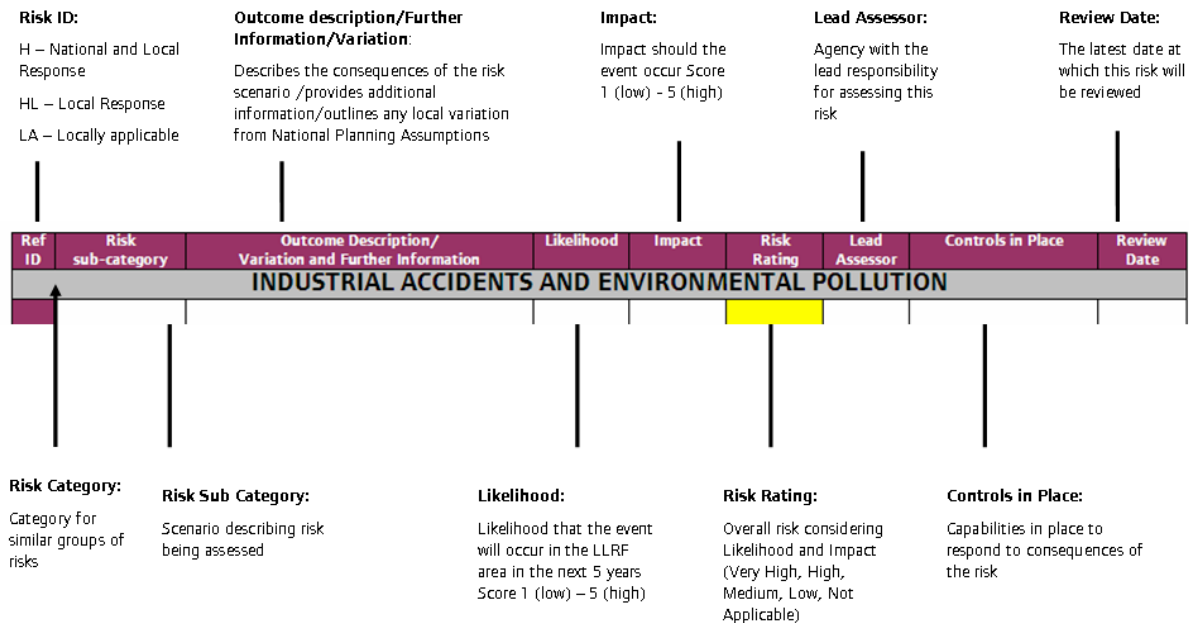 Risk ID:
H – National and Local
Response
HL – Local Response
LA – Locally applicable
Outcome description/Further
Information/Variation:
Describes the consequences of the risk
scenario /provides additional
information/outlines any local variation
from National Planning Assumptions
Impact:
Impact should the
event occur Score
1 (low) - 5 (high)
Lead Assessor:
Agency with the
lead responsibility
for assessing this
risk
Review Date:
The latest date at
which this risk will
be reviewed
Ref
ID
Risk
sub-category
Outcome Description/
Variation and Further Information
Likelihood
Impact
Risk
Rating
Lead
Assessor
Controls in Place
Review
Date
INDUSTRIAL ACCIDENTS AND ENVIRONMENTAL POLLUTION
Risk Category:
Category for
similar groups of
risks
Risk Sub Category:
Scenario describing risk
being assessed
Likelihood:
Likelihood that the event
will occur in the LLRF
area in the next 5 years
Score 1 (low) – 5 (high)
Risk Rating:
Overall risk considering
Likelihood and Impact
(Very High, High,
Medium, Low, Not
Applicable)
Controls in Place:
Capabilities in place to
respond to consequences of
the risk